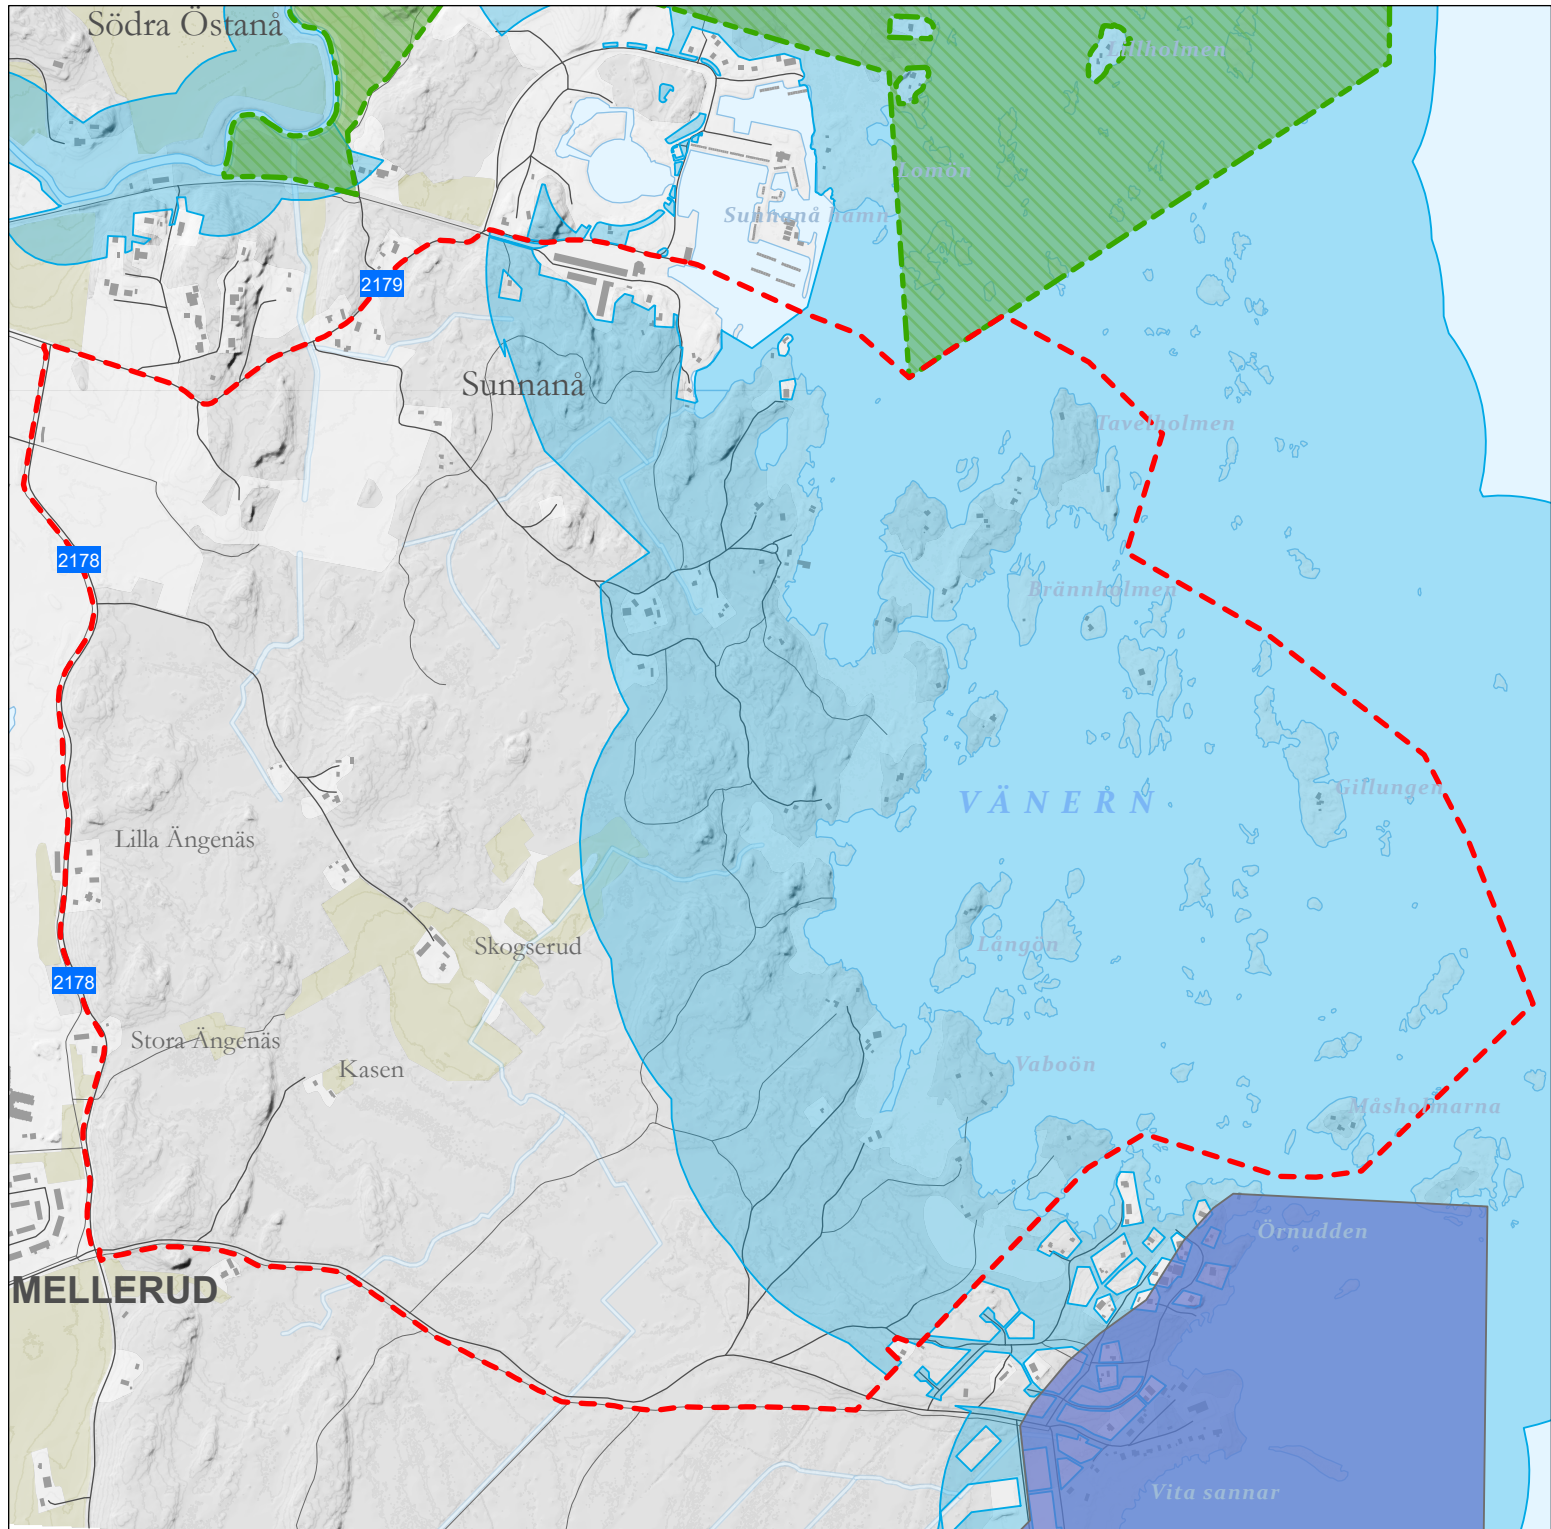 Södra Östanå
Lillholmen
Lomön
Sunnanå hamn
2179
Sunnanå
Tavelholmen
2178
Brännholmen
VÄNERN
Gillungen
Lilla Ängenäs
Skogserud
Långön
2178
Stora Ängenäs
Kasen
Vaboön
Måsholmarna
Örnudden
MELLERUD
Vita sannar